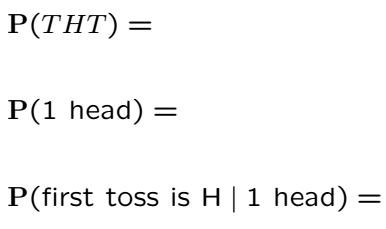 P(THT) =
P(1 head) =
P(first toss is H | 1 head) =